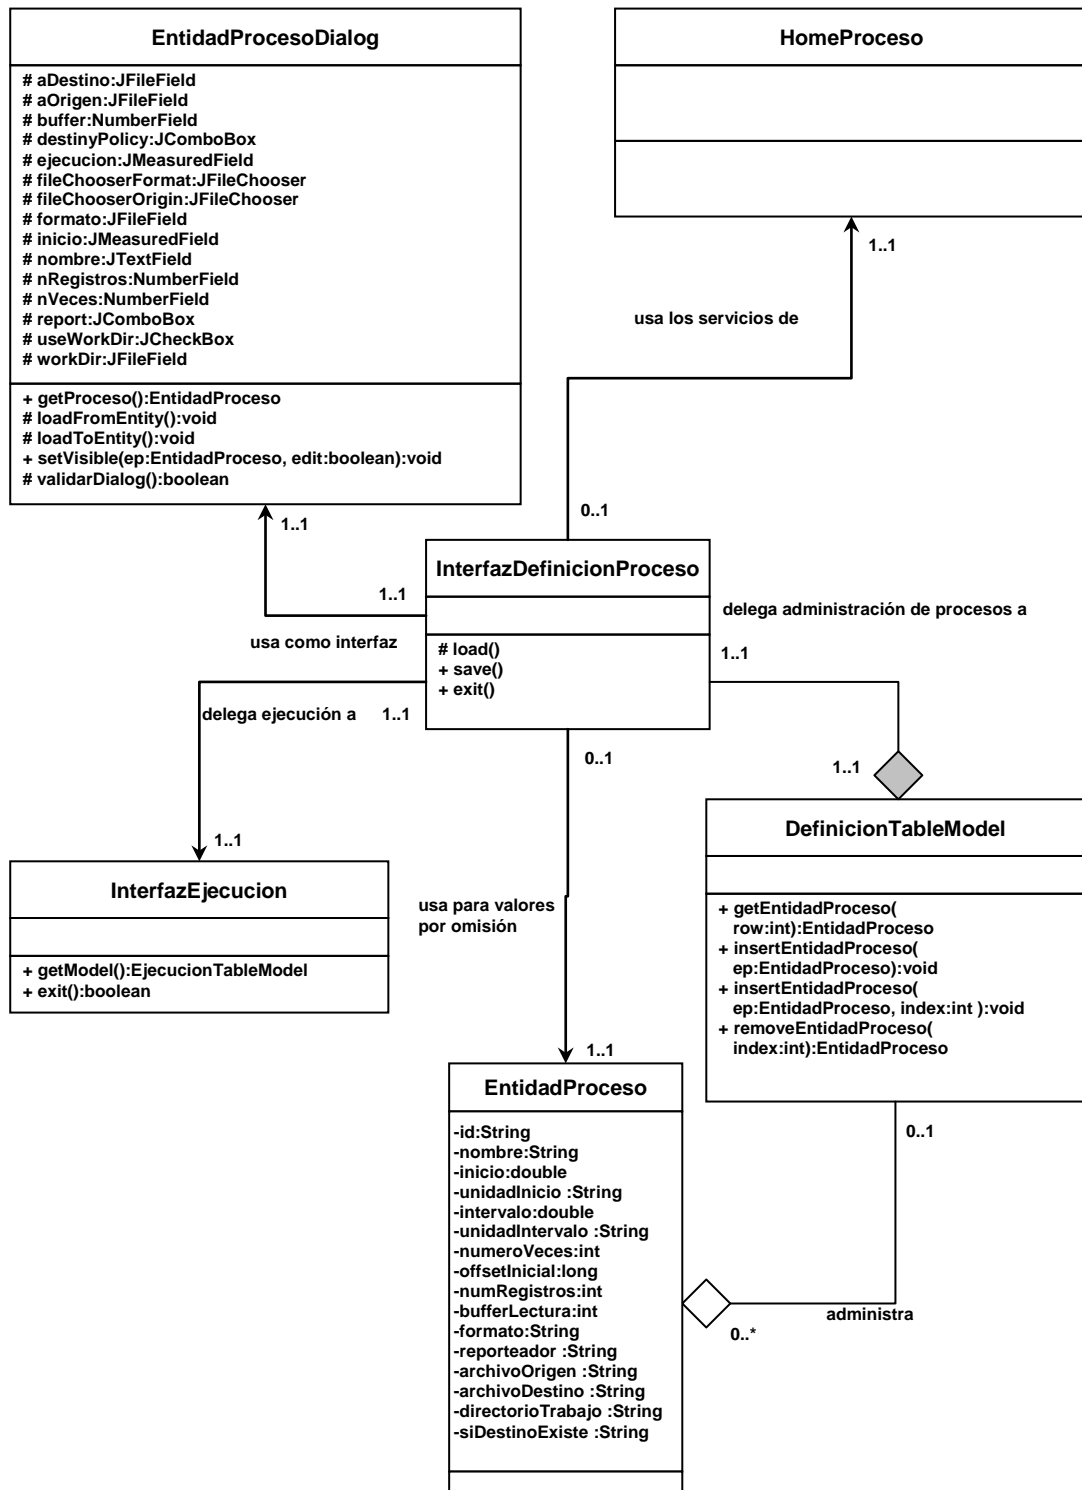 EntidadProcesoDialog
# aDestino:JFileField
# aOrigen:JFileField
# buffer:NumberField
# destinyPolicy:JComboBox
# ejecucion:JMeasuredField
# fileChooserFormat:JFileChooser
# fileChooserOrigin:JFileChooser
# formato:JFileField
# inicio:JMeasuredField
# nombre:JTextField
# nRegistros:NumberField
# nVeces:NumberField
# report:JComboBox
# useWorkDir:JCheckBox
# workDir:JFileField
+ getProceso():EntidadProceso
# loadFromEntity():void
# loadToEntity():void
+ setVisible(ep:EntidadProceso, edit:boolean):void
# validarDialog():boolean
HomeProceso
1..1
usa los servicios de
0..1
1..1
1..1
usa como interfaz
InterfazDefinicionProceso
# load()
+ save()
+ exit()
delega administración de procesos a
1..1
1..1
delega ejecución a
1..1
1..1
InterfazEjecucion
+ getModel():EjecucionTableModel
+ exit():boolean
0..1
usa para valores
por omisión
1..1
DefinicionTableModel
+ getEntidadProceso(
row:int):EntidadProceso
+ insertEntidadProceso(
ep:EntidadProceso):void
+ insertEntidadProceso(
ep:EntidadProceso, index:int ):void
+ removeEntidadProceso(
index:int):EntidadProceso
0..1
administra
0..*
EntidadProceso
-id:String
-nombre:String
-inicio:double
-unidadInicio :String
-intervalo:double
-unidadIntervalo :String
-numeroVeces:int
-offsetInicial:long
-numRegistros:int
-bufferLectura:int
-formato:String
-reporteador :String
-archivoOrigen :String
-archivoDestino :String
-directorioTrabajo :String
-siDestinoExiste :String